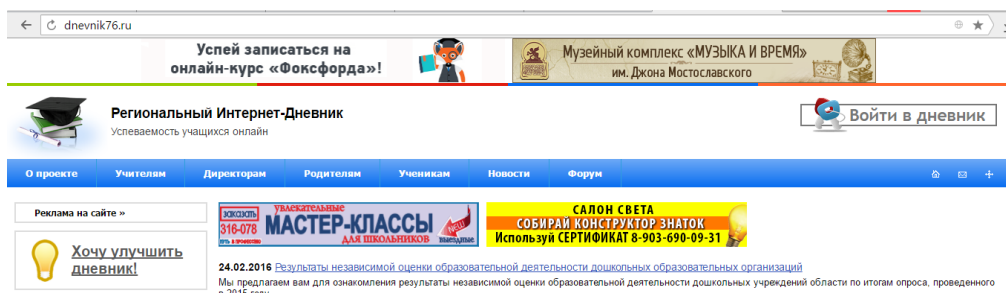 dnevnik76.ru
Успей записаться на
онлайн-курс «Фоксфорда»!
Музейный комплекс «МУЗЫКА И ВРЕМЯ»
им. Джона Мостославского
Региональный Интернет-Дневник
Успеваемость учащихся онлайн
Войти в дневник
О проекте Учителям Директорам Родителям Ученикам Новости Форум
Реклама на сайте »
Хочу улучшить
дневник!
заказать
316-078
увлекательные
МАСТЕР-КЛАССЫ
для школьников
NEW
выездные
САЛОН СВЕТА
СОБИРАЙ КОНСТРУКТОР ЗНАТОК
Используй СЕРТИФИКАТ 8-903-690-09-31
24.02.2016 Результаты независимой оценки образовательной деятельности дошкольных образовательных организаций
Мы предлагаем вам для ознакомления результаты независимой оценки образовательной деятельности дошкольных учреждений области по итогам опроса, проведенного
в 2015 году